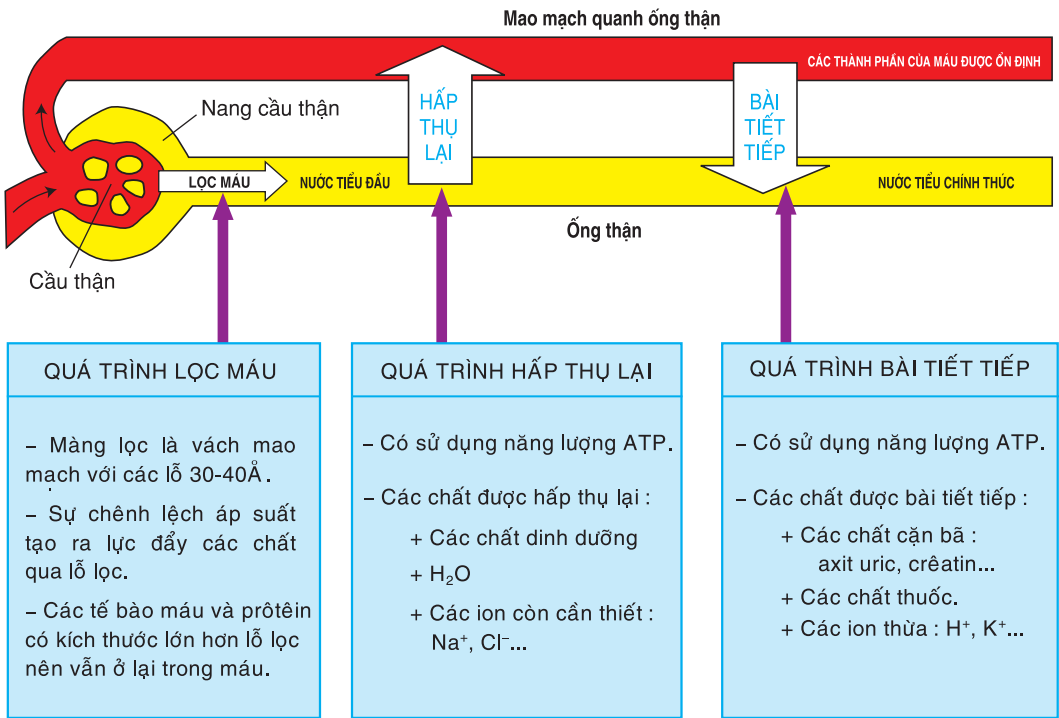 Mao mạch quanh ống thận
CÁC THÀNH PHẦN CỦA MÁU ĐƯỢC ỔN ĐỊNH
HẤP
THỤ
LẠI
BÀI
TIẾT
TIẾP
Nang cầu thận
LỌC MÁU
NƯỚC TIỂU ĐẦU
NƯỚC TIỂU CHÍNH THỨC
Ống thận
Cầu thận
QUÁ TRÌNH LỌC MÁU
– Màng lọc là vách mao
mạch với các lỗ 30-40Å.
– Sự chênh lệch áp suất
tạo ra lực đẩy các chất
qua lỗ lọc.
– Các tế bào máu và prôtêin
có kích thước lớn hơn lỗ lọc
nên vẫn ở lại trong máu.
QUÁ TRÌNH HẤP THỤ LẠI
– Có sử dụng năng lượng ATP.
– Các chất được hấp thụ lại :
+ Các chất dinh dưỡng
+ H₂O
+ Các ion còn cần thiết :
Na⁺, Cl⁻...
QUÁ TRÌNH BÀI TIẾT TIẾP
– Có sử dụng năng lượng ATP.
– Các chất được bài tiết tiếp :
+ Các chất cặn bã :
axit uric, crêatin...
+ Các chất thuốc.
+ Các ion thừa : H⁺, K⁺...